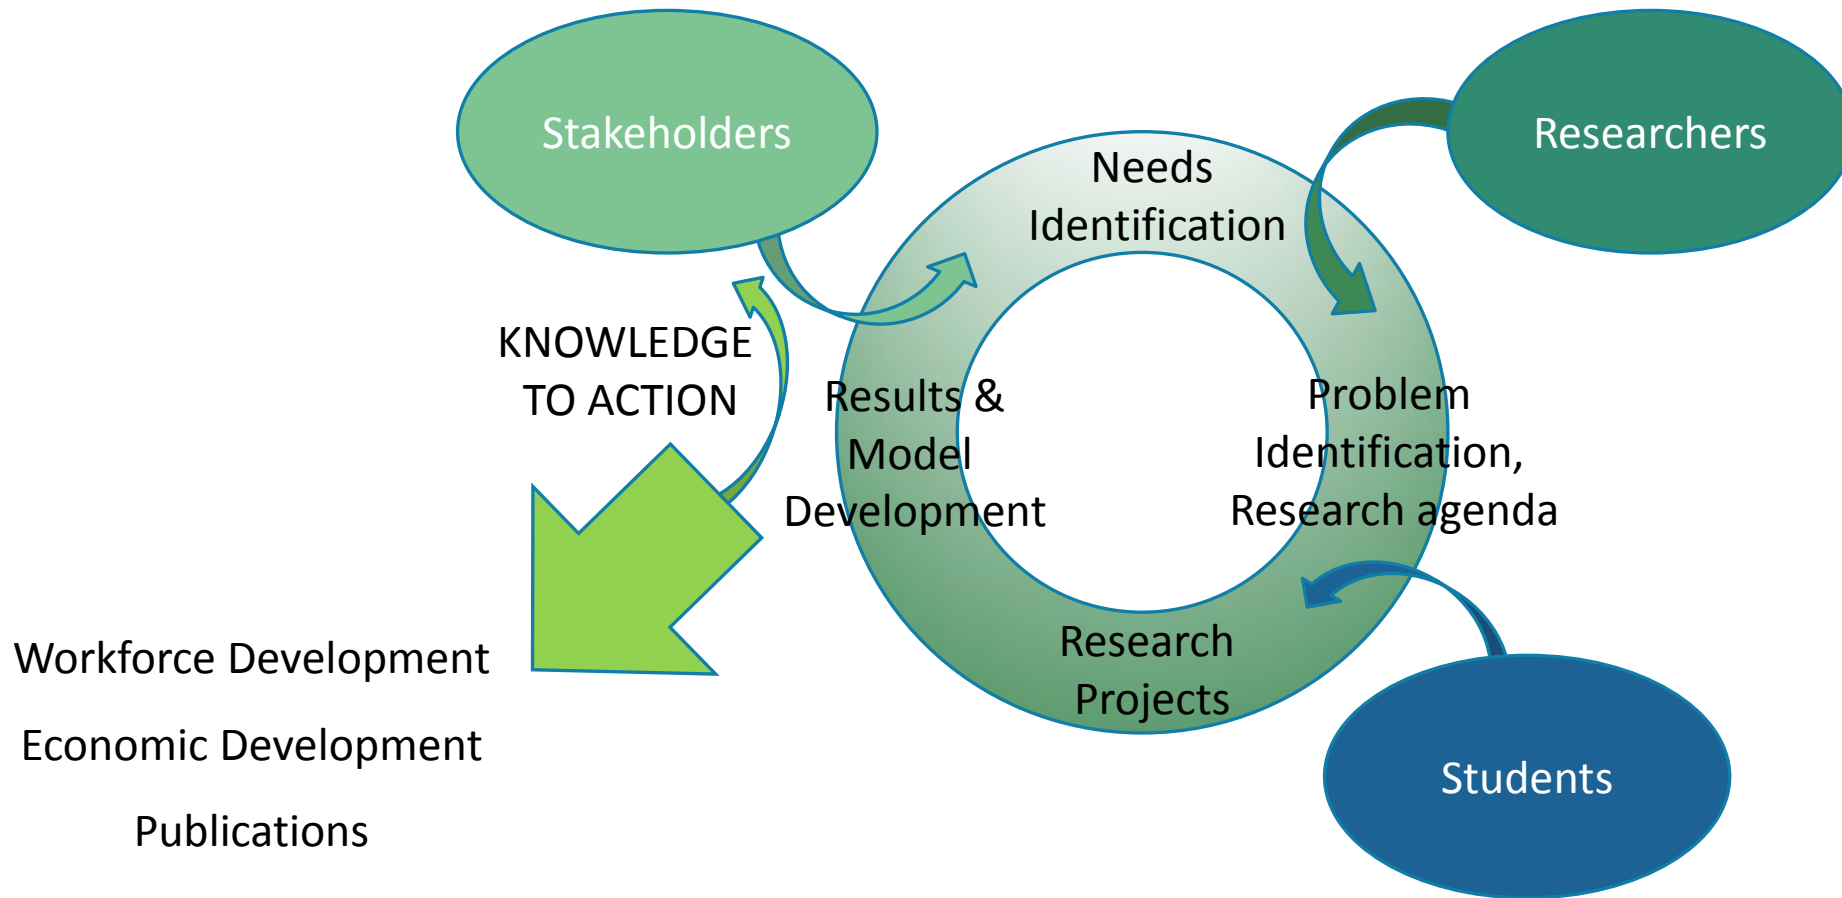 Stakeholders
Researchers
Needs
Identification
KNOWLEDGE
TO ACTION
Results &
Model
Development
Problem
Identification,
Research agenda
Research
Projects
Workforce Development
Economic Development
Publications
Students